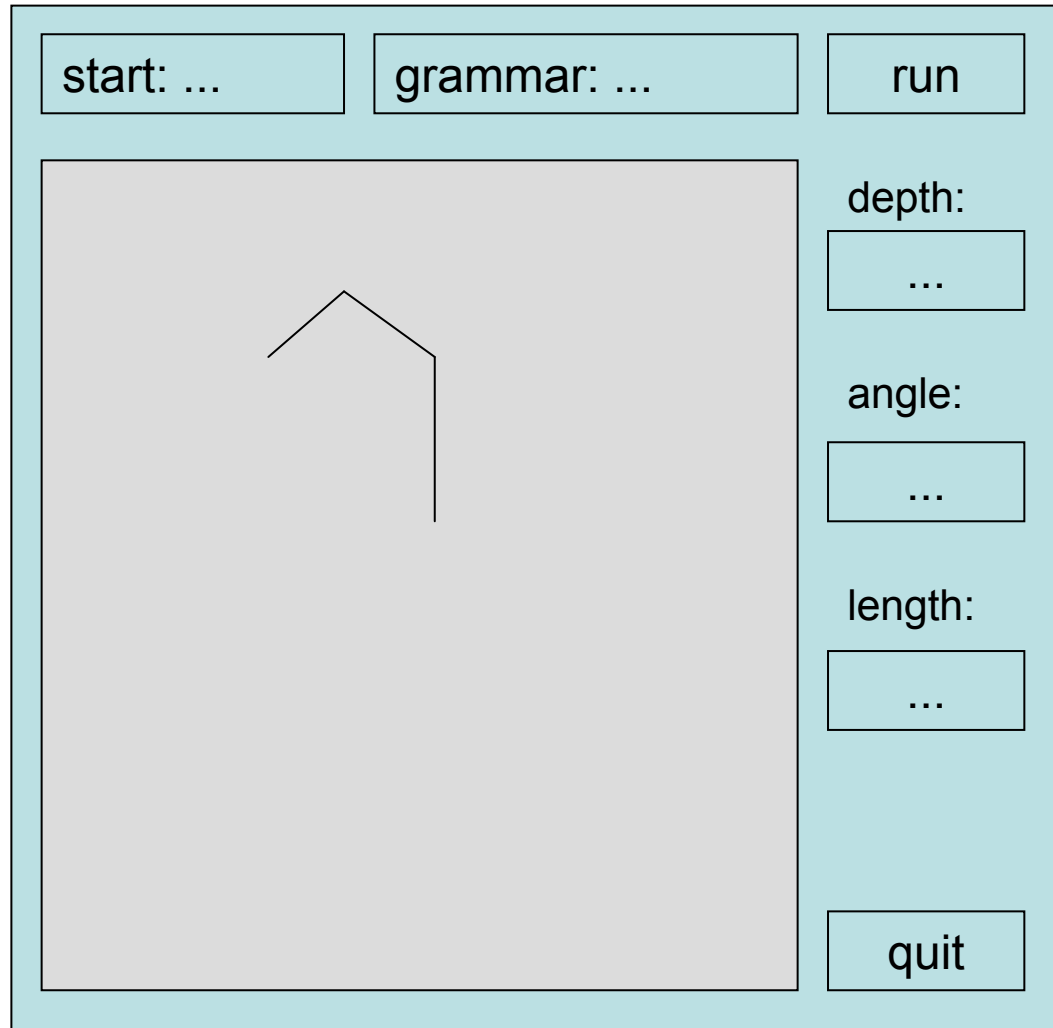 start: ...
grammar: ...
run
depth:
...
angle:
...
length:
...
quit